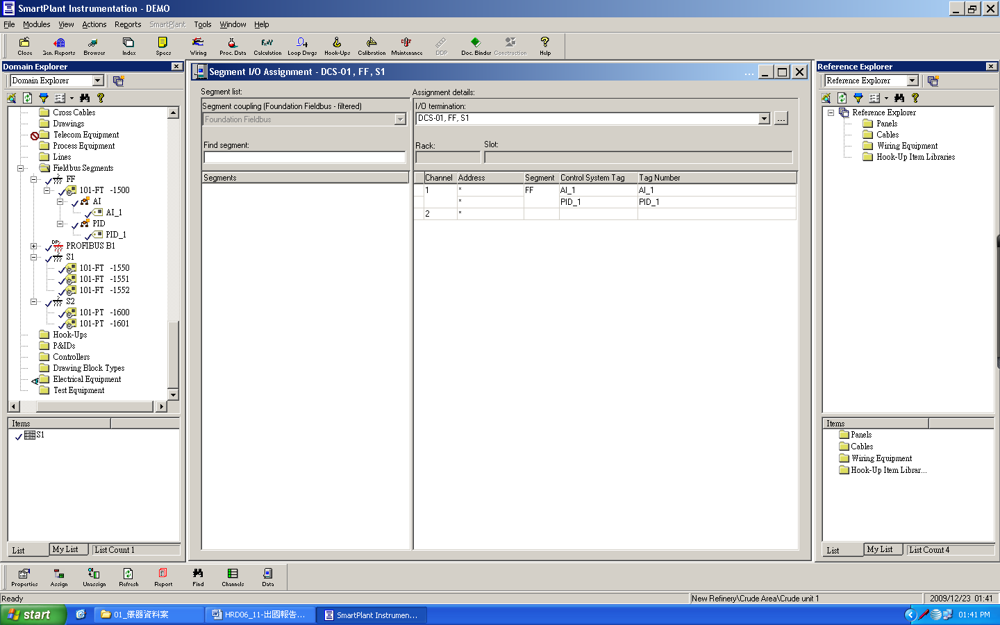 SmartPlant Instrumentation - DEMO
File Modules View Actions Reports SmartPlant Tools Window Help
Close Gen. Reports Browser Index Specs Wiring Proc. Data Calculation Loop Dwgs Hook-Ups Calibration Maintenance DDP Doc. Binder Construction Help
Domain Explorer
Domain Explorer
Cross Cables
Drawings
Telecom Equipment
Process Equipment
Lines
Fieldbus Segments
FF
101-FT -1500
AI
AI_1
PID
PID_1
PROFIBUS B1
S1
101-FT -1550
101-FT -1551
101-FT -1552
S2
101-PT -1600
101-PT -1601
Hook-Ups
P&IDs
Controllers
Drawing Block Types
Electrical Equipment
Test Equipment
Items
S1
List My List List Count 1
Segment I/O Assignment - DCS-01 , FF , S1
Segment list:
Segment coupling (Foundation Fieldbus - filtered)
Foundation Fieldbus
Find segment:
Segments
Assignment details:
I/O termination:
DCS-01, FF, S1
...
Rack: Slot:
Channel Address Segment Control System Tag Tag Number
1 * FF AI_1 AI_1
* PID_1 PID_1
2 *
Reference Explorer
Reference Explorer
Reference Explorer
Panels
Cables
Wiring Equipment
Hook-Up Item Libraries
Items
Panels
Cables
Wiring Equipment
Hook-Up Item Librar...
List My List List Count 4
Properties Assign Unassign Refresh Report Find Channels Data
Ready New Refinery\Crude Area\Crude unit 1 2009/12/23 01:41
start 01_儀器資料案 HRD06_11-出國報告... SmartPlant Instrumen... 01:41 PM